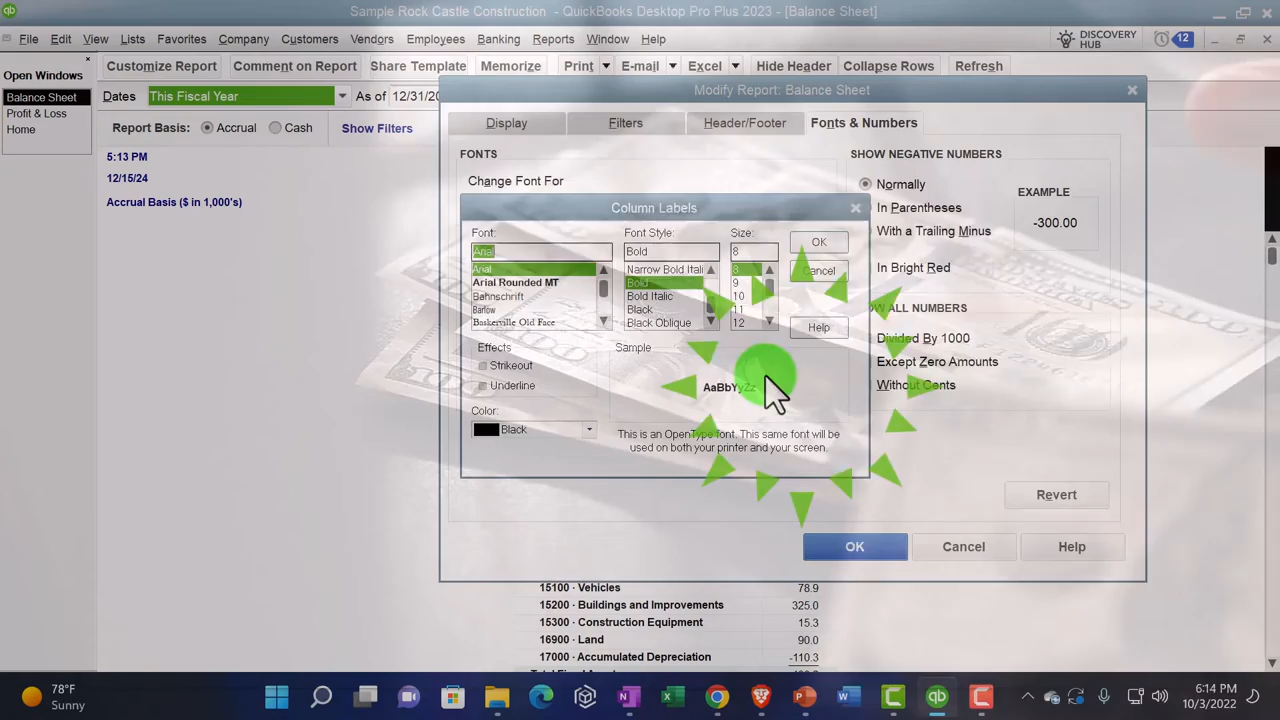 Sample Rock Castle Construction - QuickBooks Desktop Pro Plus 2023 - [Balance Sheet]
File Edit View Lists Favorites Company Customers Vendors Employees Banking Reports Window Help
DISCOVERY HUB 12
Customize Report Comment on Report Share Template Memorize Print E-mail Excel Hide Header Collapse Rows Refresh
Open Windows
Balance Sheet
Profit & Loss
Home
Dates This Fiscal Year As of 12/31/20
Report Basis: Accrual Cash Show Filters
5:13 PM
12/15/24
Accrual Basis ($ in 1,000's)
Modify Report: Balance Sheet
Display Filters Header/Footer Fonts & Numbers
FONTS
Change Font For
SHOW NEGATIVE NUMBERS
Normally
In Parentheses
With a Trailing Minus
In Bright Red
EXAMPLE
-300.00
Divided By 1000
Except Zero Amounts
Without Cents
Revert
OK Cancel Help
Column Labels
Font: Font Style: Size:
Arial Bold 8
Arial
Arial Rounded MT
Bahnschrift
Barlow
Baskerville Old Face
Narrow Bold Itali
Bold
Bold Italic
Black
Black Oblique
8
9
10
11
12
OK
Cancel
Help
Effects
Strikeout
Underline
Sample
AaBbYyZz
Color:
Black
This is an OpenType font. This same font will be
used on both your printer and your screen.
15100 · Vehicles 78.9
15200 · Buildings and Improvements 325.0
15300 · Construction Equipment 15.3
16900 · Land 90.0
17000 · Accumulated Depreciation -110.3
78°F
Sunny
6:14 PM
10/3/2022